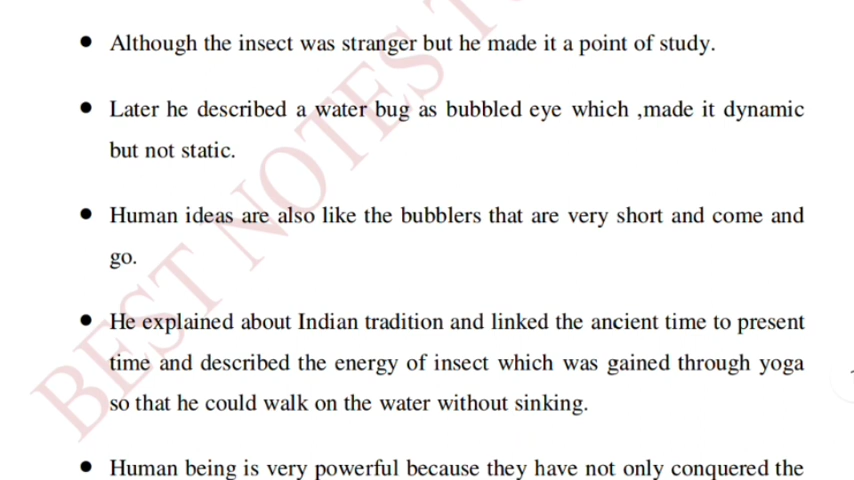 ● Although the insect was stranger but he made it a point of study.
● Later he described a water bug as bubbled eye which ,made it dynamic
but not static.
● Human ideas are also like the bubblers that are very short and come and
go.
● He explained about Indian tradition and linked the ancient time to present
time and described the energy of insect which was gained through yoga
so that he could walk on the water without sinking.
● Human being is very powerful because they have not only conquered the
BEST NOTES